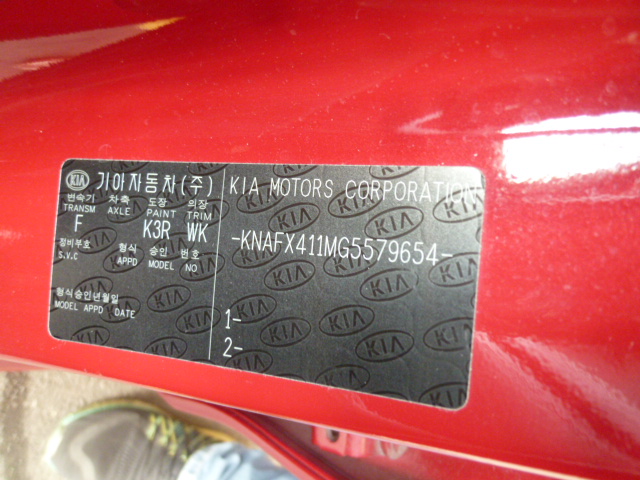 KIA 기아자동차(주)
변속기 차축 도장 의장
TRANSM AXLE PAINT TRIM
F K3R WK
정비부호 형식 승인 번호
S.V.C APPD MODEL NO
형식승인년월일
MODEL APPD DATE
KIA MOTORS CORPORATION
-KNAFX411MG5579654-
1-
2-